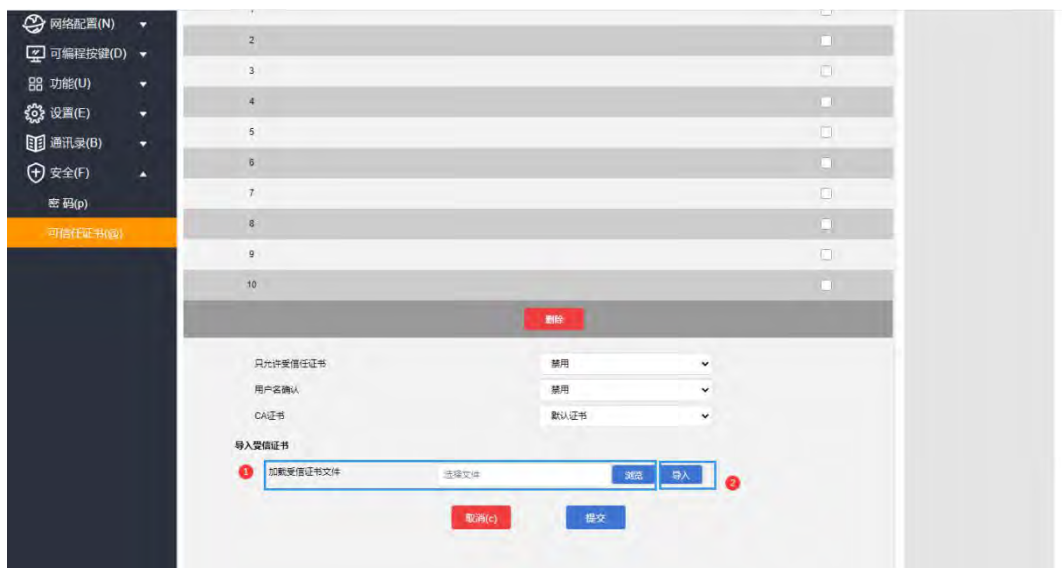 网络配置(N)
可编程按键(D)
功能(U)
设置(E)
通讯录(B)
安全(F)
密 码(p)
可信任证书(@)
2
3
4
5
6
7
8
9
10
删除
只允许受信任证书 禁用
用户名确认 禁用
CA证书 默认证书
导入受信证书
1 加载受信证书文件 选择文件 浏览 导入 2
取消(c) 提交